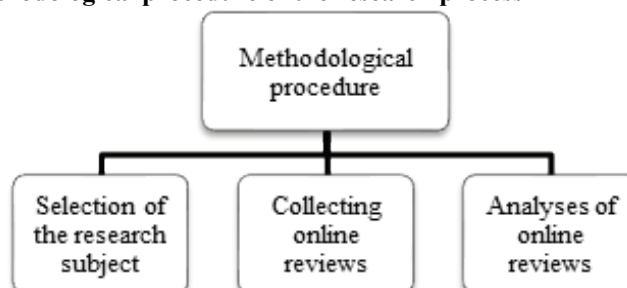 Methodological
procedure
Selection of
the research
subject
Collecting
online
reviews
Analyses of
online
reviews